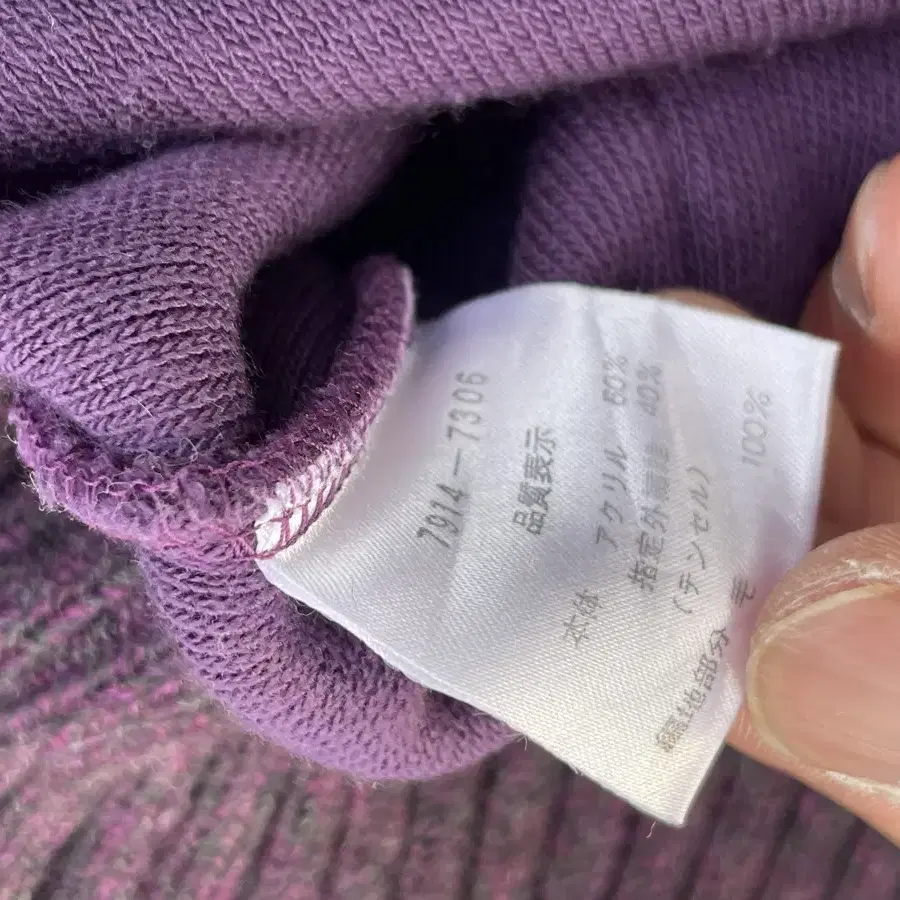 7914-7306
品質表示
本体 アクリル 60%
指定外繊維 40%
(テンセル)
編地部分 毛 100%